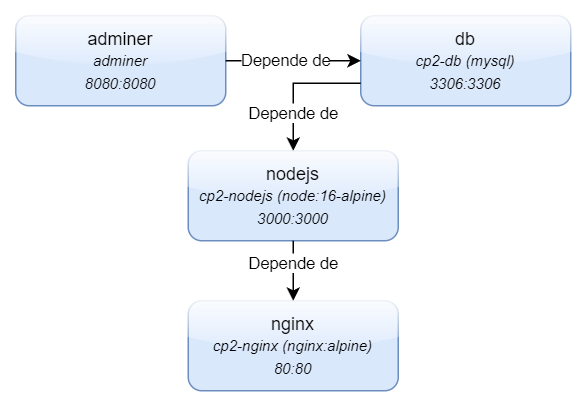 adminer
adminer
8080:8080
Depende de
db
cp2-db (mysql)
3306:3306
Depende de
nodejs
cp2-nodejs (node:16-alpine)
3000:3000
Depende de
nginx
cp2-nginx (nginx:alpine)
80:80